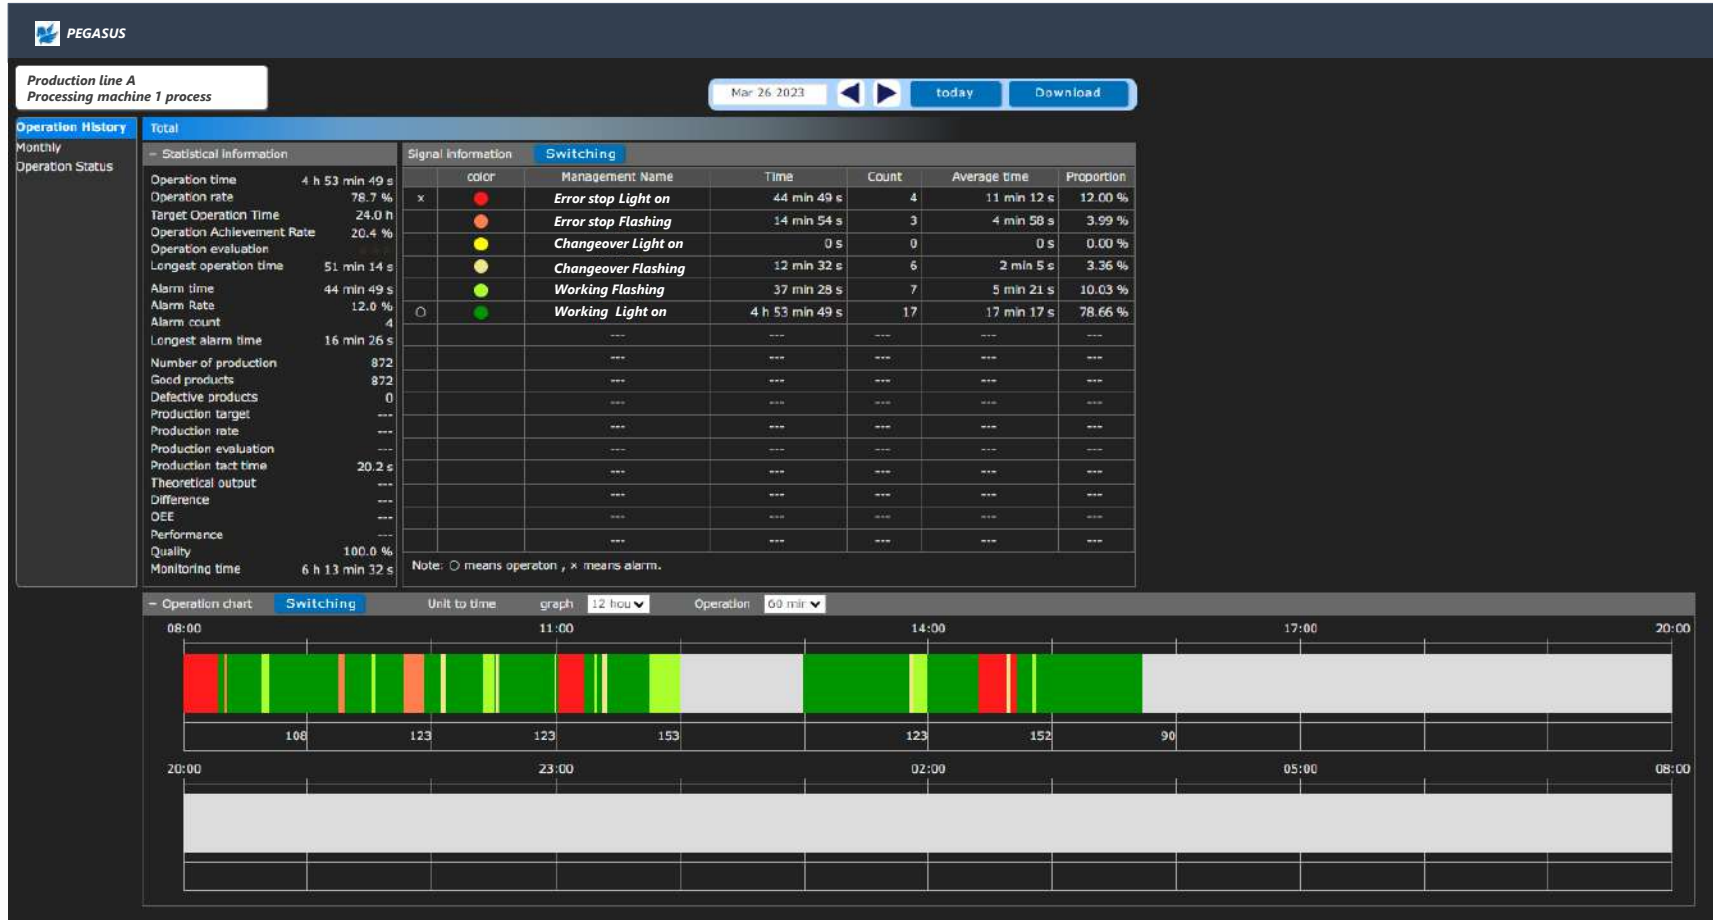 PEGASUS
Production line A
Processing machine 1 process
Mar 26 2023 today Download
Operation History
Monthly
Operation Status
Total
− Statistical information
Operation time 4 h 53 min 49 s
Operation rate 78.7 %
Target Operation Time 24.0 h
Operation Achievement Rate 20.4 %
Operation evaluation
Longest operation time 51 min 14 s
Alarm time 44 min 49 s
Alarm Rate 12.0 %
Alarm count 4
Longest alarm time 16 min 26 s
Number of production 872
Good products 872
Defective products 0
Production target ---
Production rate ---
Production evaluation ---
Production tact time 20.2 s
Theoretical output ---
Difference ---
OEE ---
Performance ---
Quality 100.0 %
Monitoring time 6 h 13 min 32 s
Signal information Switching
color Management Name Time Count Average time Proportion
× Error stop Light on 44 min 49 s 4 11 min 12 s 12.00 %
Error stop Flashing 14 min 54 s 3 4 min 58 s 3.99 %
Changeover Light on 0 s 0 0 s 0.00 %
Changeover Flashing 12 min 32 s 6 2 min 5 s 3.36 %
Working Flashing 37 min 28 s 7 5 min 21 s 10.03 %
○ Working Light on 4 h 53 min 49 s 17 17 min 17 s 78.66 %
--- --- --- --- ---
--- --- --- --- ---
--- --- --- --- ---
--- --- --- --- ---
--- --- --- --- ---
--- --- --- --- ---
--- --- --- --- ---
--- --- --- --- ---
--- --- --- --- ---
--- --- --- --- ---
Note: ○ means operaton , × means alarm.
− Operation chart Switching Unit to time graph 12 hou Operation 60 mir
08:00 11:00 14:00 17:00 20:00
108 123 123 153 123 152 90
20:00 23:00 02:00 05:00 08:00